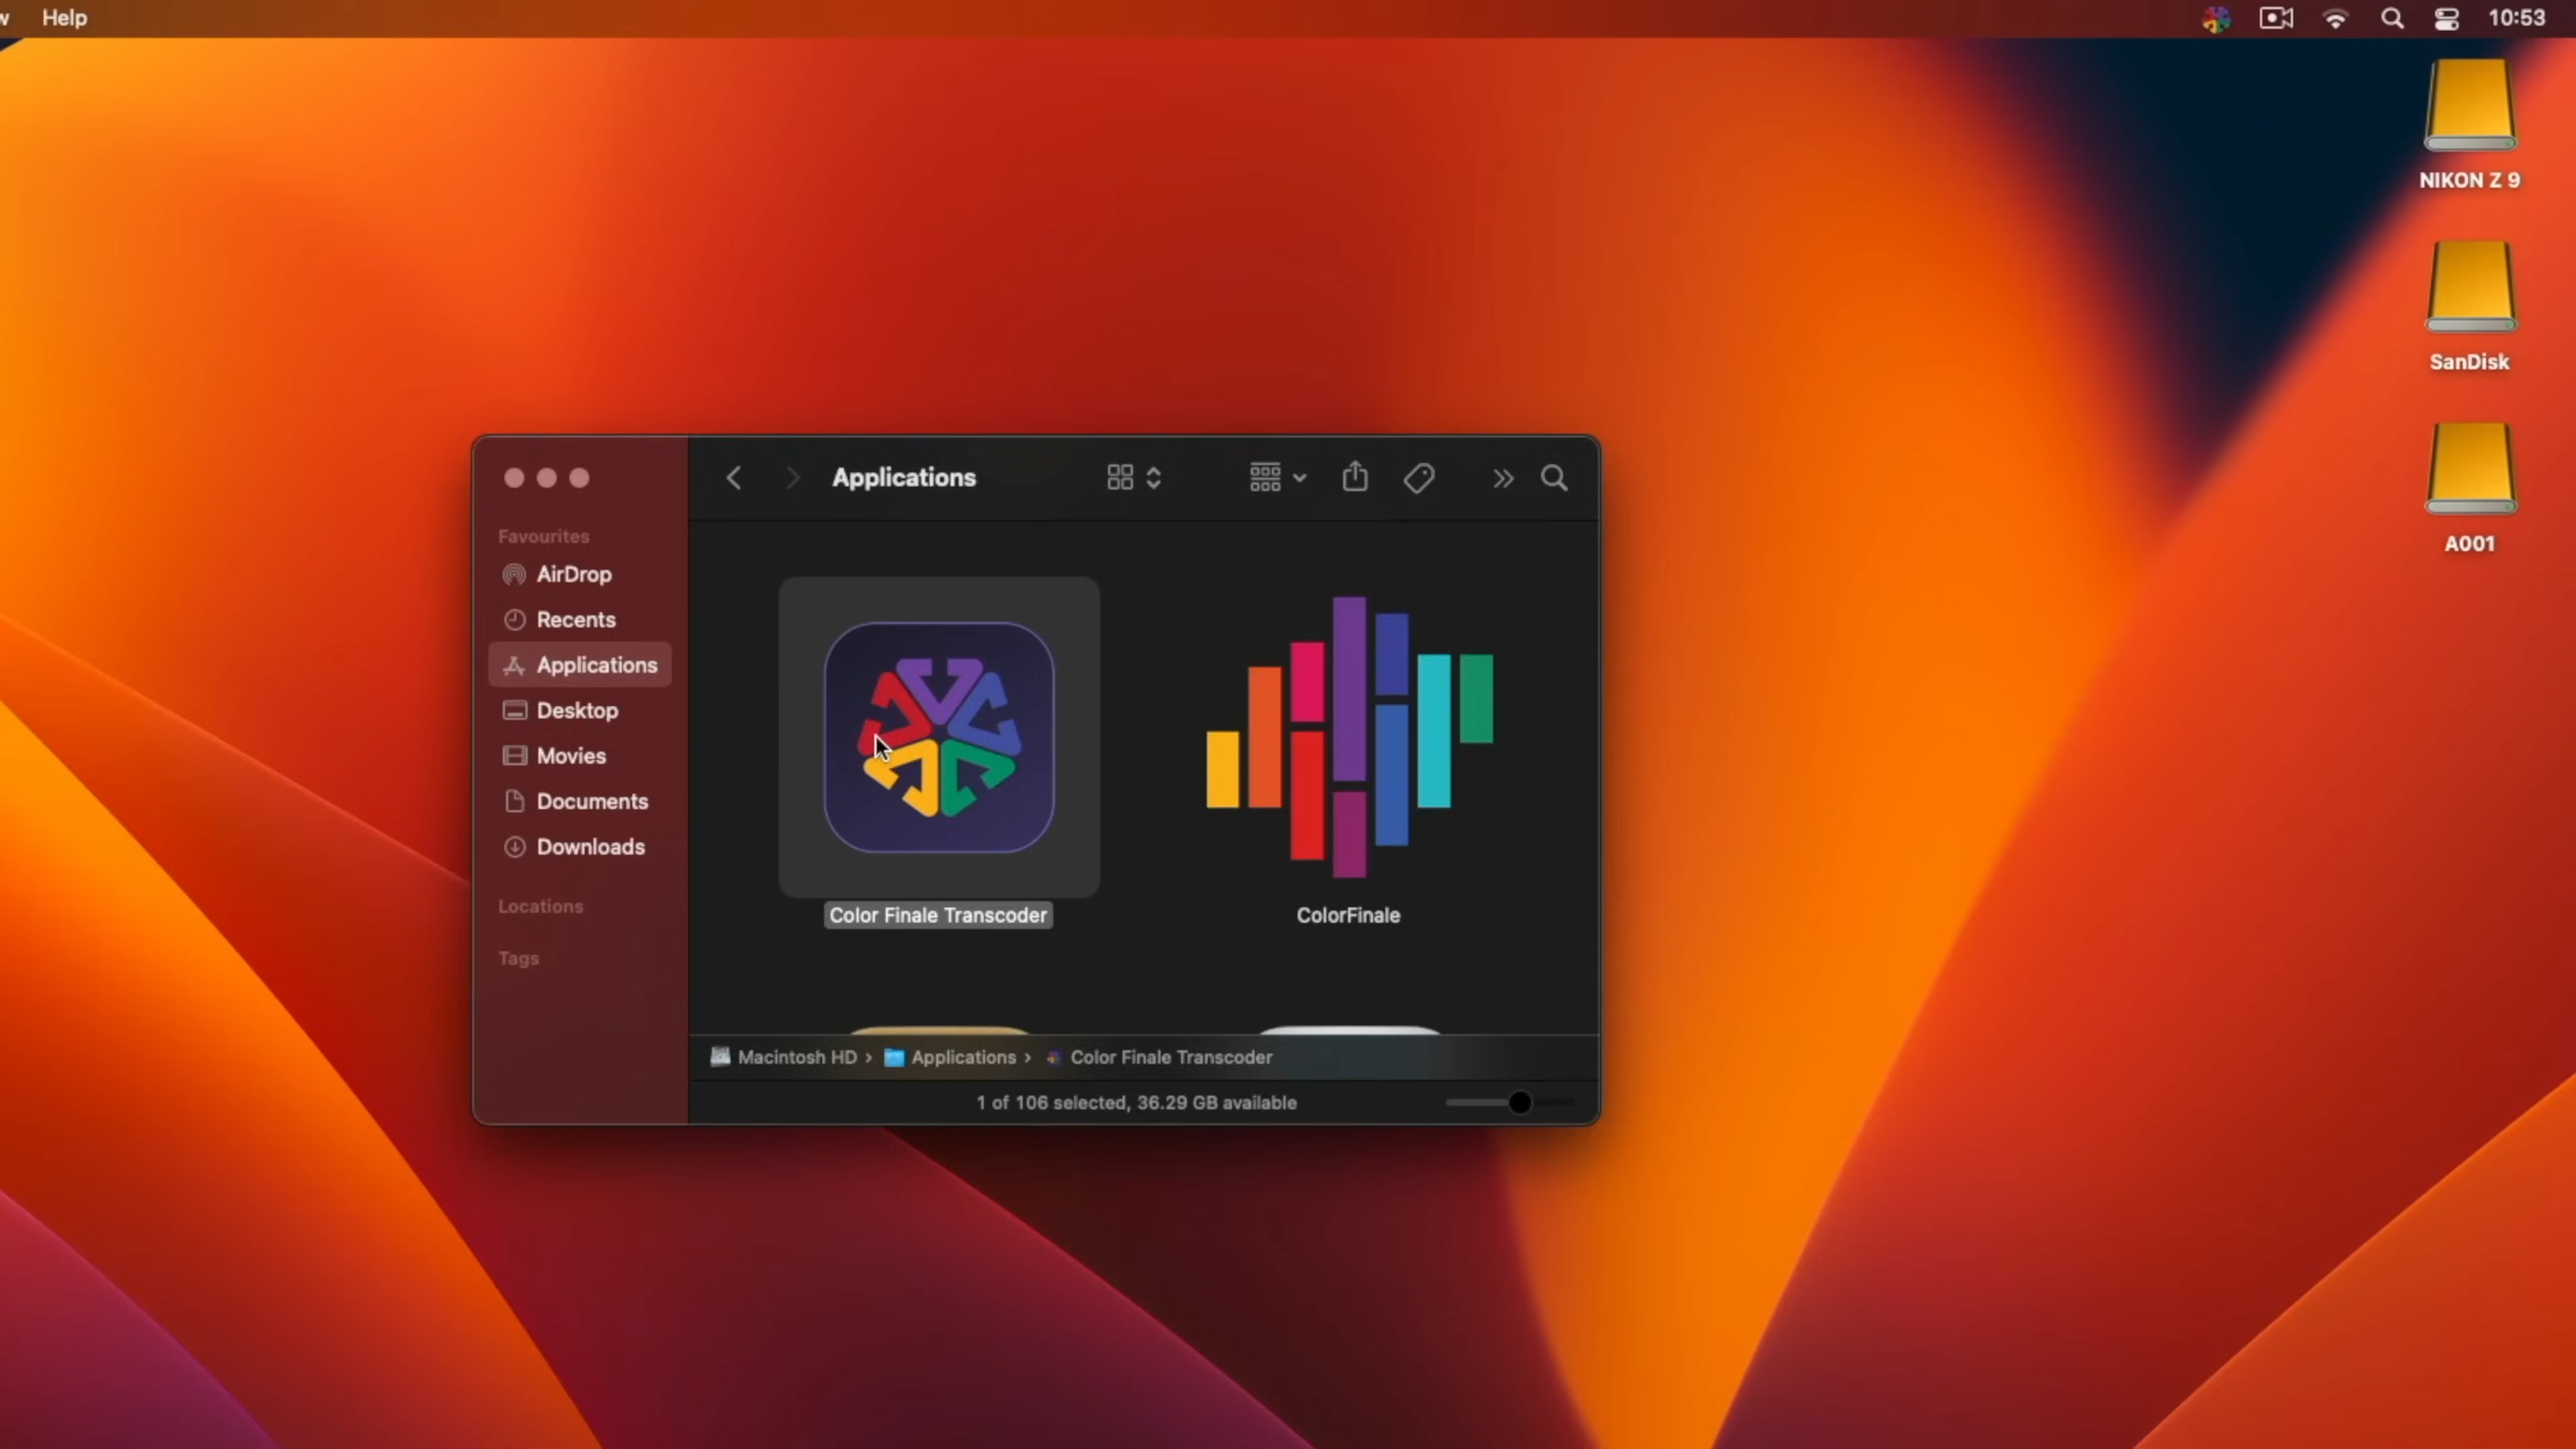 Help
10:53
NIKON Z 9
SanDisk
A001
Applications
Favourites
AirDrop
Recents
Applications
Desktop
Movies
Documents
Downloads
Locations
Tags
Color Finale Transcoder
ColorFinale
Macintosh HD › Applications › Color Finale Transcoder
1 of 106 selected, 36.29 GB available